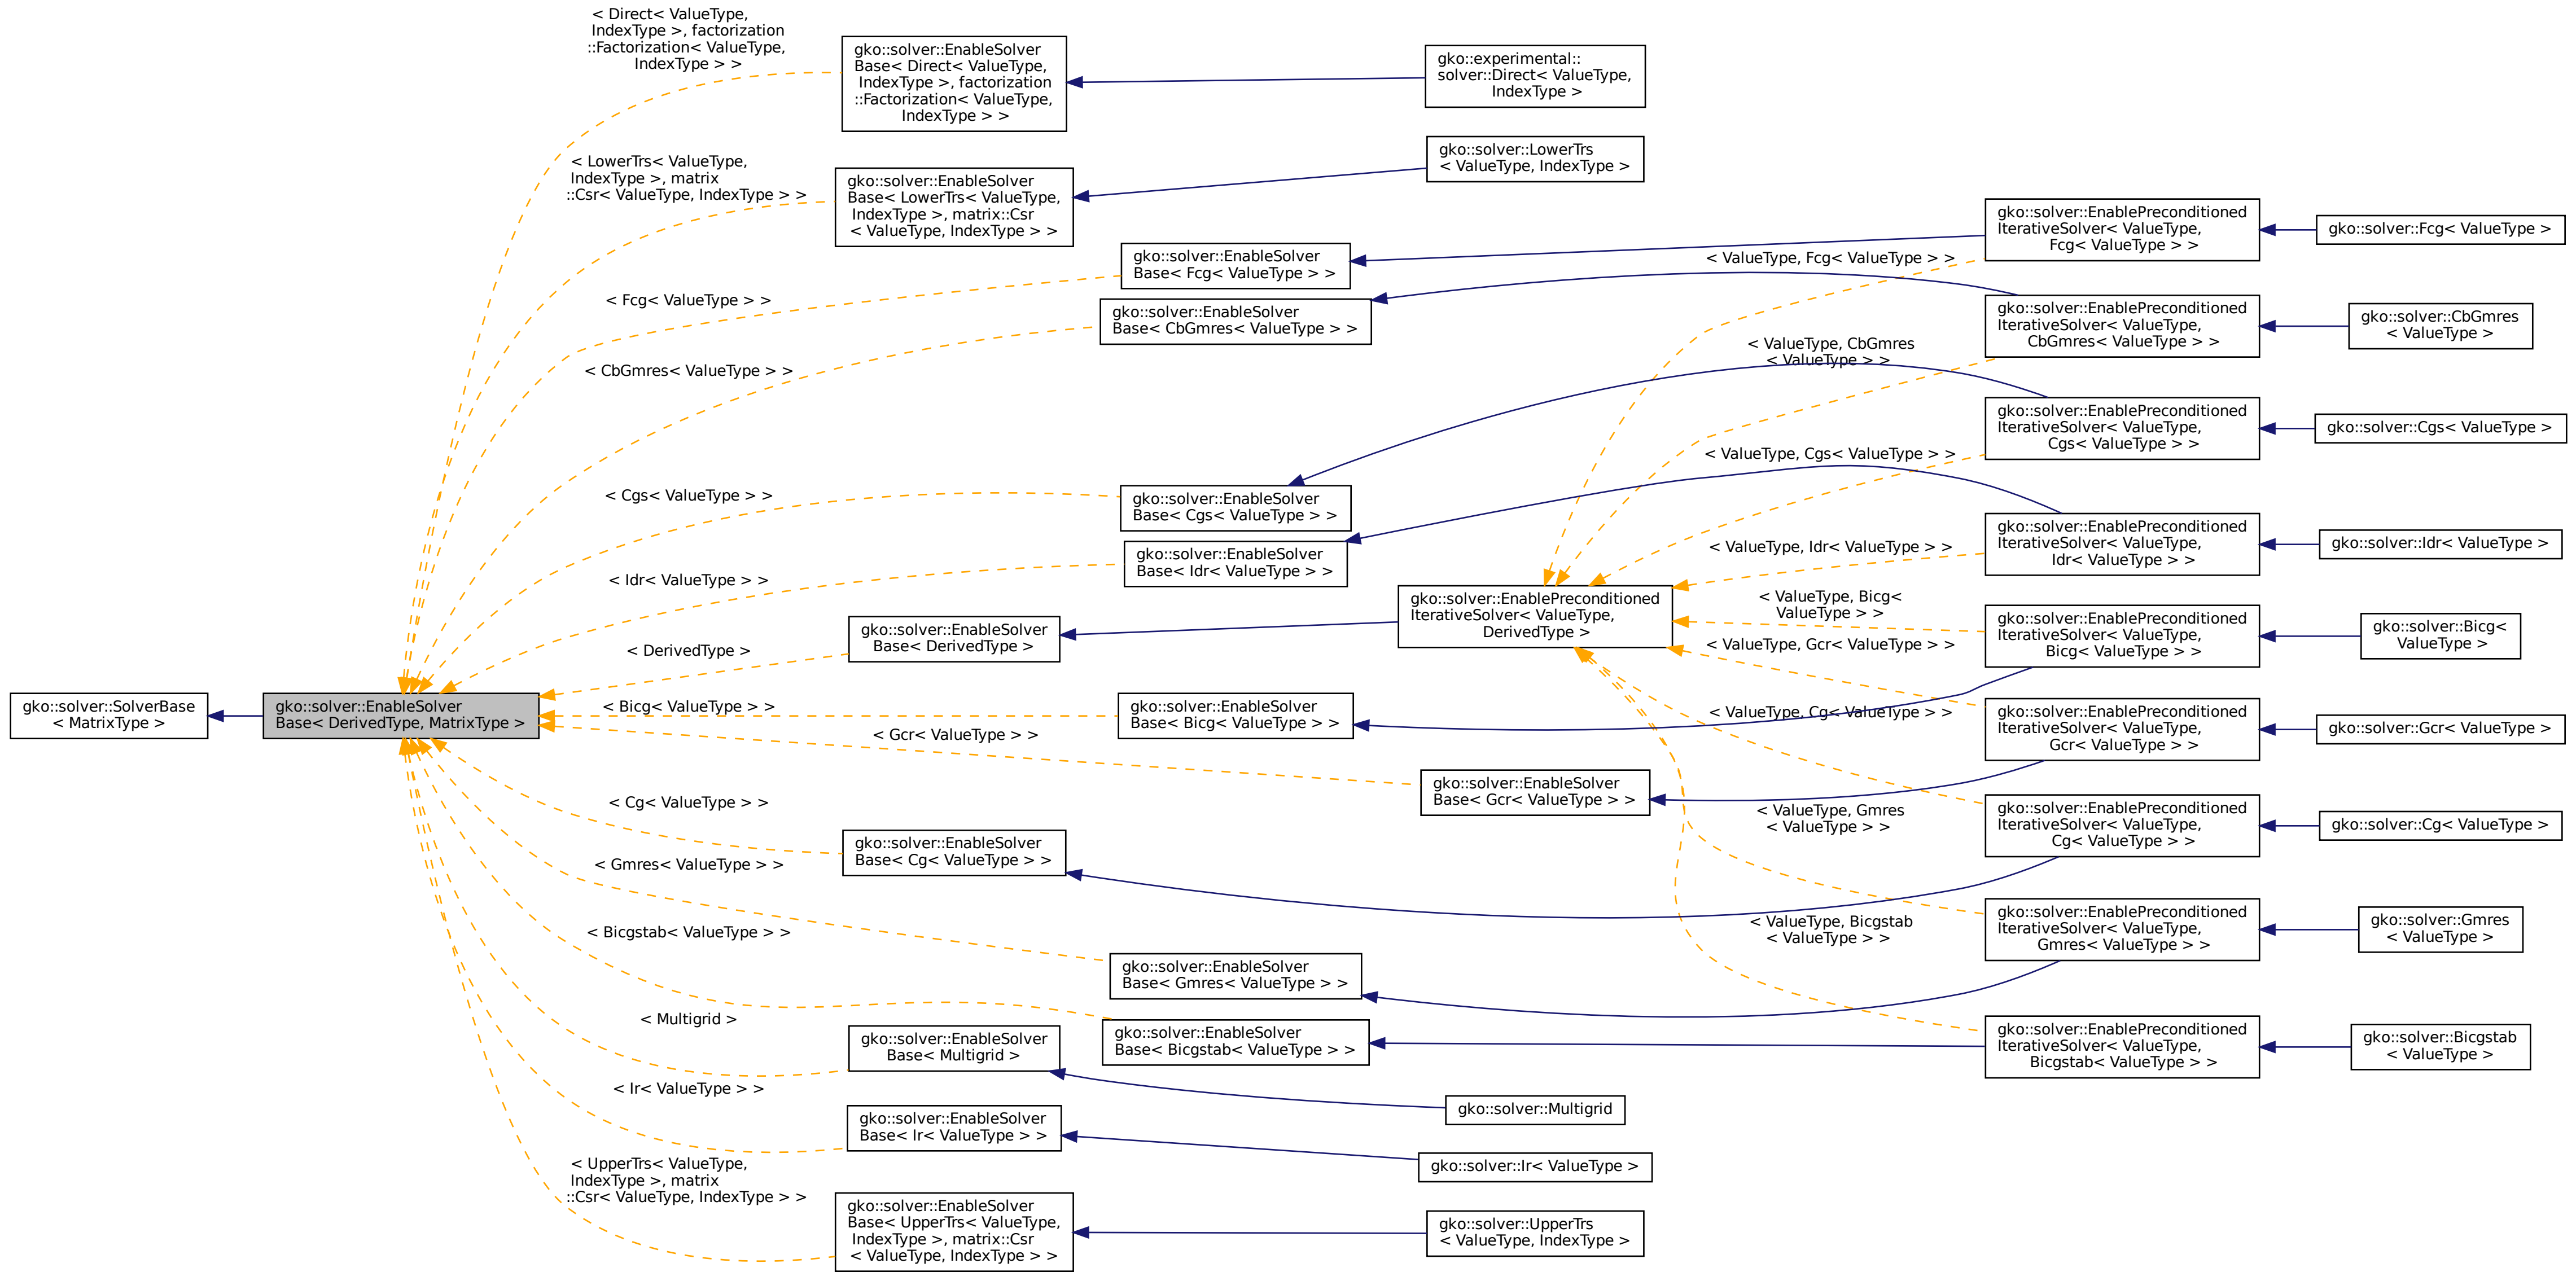 gko::solver::SolverBase
< MatrixType >
gko::solver::EnableSolver
Base< DerivedType, MatrixType >
< Direct< ValueType,
IndexType >, factorization
::Factorization< ValueType,
IndexType > >
< LowerTrs< ValueType,
IndexType >, matrix
::Csr< ValueType, IndexType > >
< Fcg< ValueType > >
< CbGmres< ValueType > >
< Cgs< ValueType > >
< Idr< ValueType > >
< DerivedType >
< Bicg< ValueType > >
< Gcr< ValueType > >
< Cg< ValueType > >
< Gmres< ValueType > >
< Bicgstab< ValueType > >
< Multigrid >
< Ir< ValueType > >
< UpperTrs< ValueType,
IndexType >, matrix
::Csr< ValueType, IndexType > >
gko::solver::EnableSolver
Base< Direct< ValueType,
IndexType >, factorization
::Factorization< ValueType,
IndexType > >
gko::solver::EnableSolver
Base< LowerTrs< ValueType,
IndexType >, matrix::Csr
< ValueType, IndexType > >
gko::solver::EnableSolver
Base< Fcg< ValueType > >
gko::solver::EnableSolver
Base< CbGmres< ValueType > >
gko::solver::EnableSolver
Base< Cgs< ValueType > >
gko::solver::EnableSolver
Base< Idr< ValueType > >
gko::solver::EnableSolver
Base< DerivedType >
gko::solver::EnableSolver
Base< Bicg< ValueType > >
gko::solver::EnableSolver
Base< Gcr< ValueType > >
gko::solver::EnableSolver
Base< Cg< ValueType > >
gko::solver::EnableSolver
Base< Gmres< ValueType > >
gko::solver::EnableSolver
Base< Bicgstab< ValueType > >
gko::solver::EnableSolver
Base< Multigrid >
gko::solver::EnableSolver
Base< Ir< ValueType > >
gko::solver::EnableSolver
Base< UpperTrs< ValueType,
IndexType >, matrix::Csr
< ValueType, IndexType > >
gko::experimental::
solver::Direct< ValueType,
IndexType >
gko::solver::LowerTrs
< ValueType, IndexType >
gko::solver::EnablePreconditioned
IterativeSolver< ValueType,
DerivedType >
gko::solver::Multigrid
gko::solver::Ir< ValueType >
gko::solver::UpperTrs
< ValueType, IndexType >
< ValueType, Fcg< ValueType > >
< ValueType, CbGmres
< ValueType > >
< ValueType, Cgs< ValueType > >
< ValueType, Idr< ValueType > >
< ValueType, Bicg<
ValueType > >
< ValueType, Gcr< ValueType > >
< ValueType, Cg< ValueType > >
< ValueType, Gmres
< ValueType > >
< ValueType, Bicgstab
< ValueType > >
gko::solver::EnablePreconditioned
IterativeSolver< ValueType,
Fcg< ValueType > >
gko::solver::EnablePreconditioned
IterativeSolver< ValueType,
CbGmres< ValueType > >
gko::solver::EnablePreconditioned
IterativeSolver< ValueType,
Cgs< ValueType > >
gko::solver::EnablePreconditioned
IterativeSolver< ValueType,
Idr< ValueType > >
gko::solver::EnablePreconditioned
IterativeSolver< ValueType,
Bicg< ValueType > >
gko::solver::EnablePreconditioned
IterativeSolver< ValueType,
Gcr< ValueType > >
gko::solver::EnablePreconditioned
IterativeSolver< ValueType,
Cg< ValueType > >
gko::solver::EnablePreconditioned
IterativeSolver< ValueType,
Gmres< ValueType > >
gko::solver::EnablePreconditioned
IterativeSolver< ValueType,
Bicgstab< ValueType > >
gko::solver::Fcg< ValueType >
gko::solver::CbGmres
< ValueType >
gko::solver::Cgs< ValueType >
gko::solver::Idr< ValueType >
gko::solver::Bicg<
ValueType >
gko::solver::Gcr< ValueType >
gko::solver::Cg< ValueType >
gko::solver::Gmres
< ValueType >
gko::solver::Bicgstab
< ValueType >